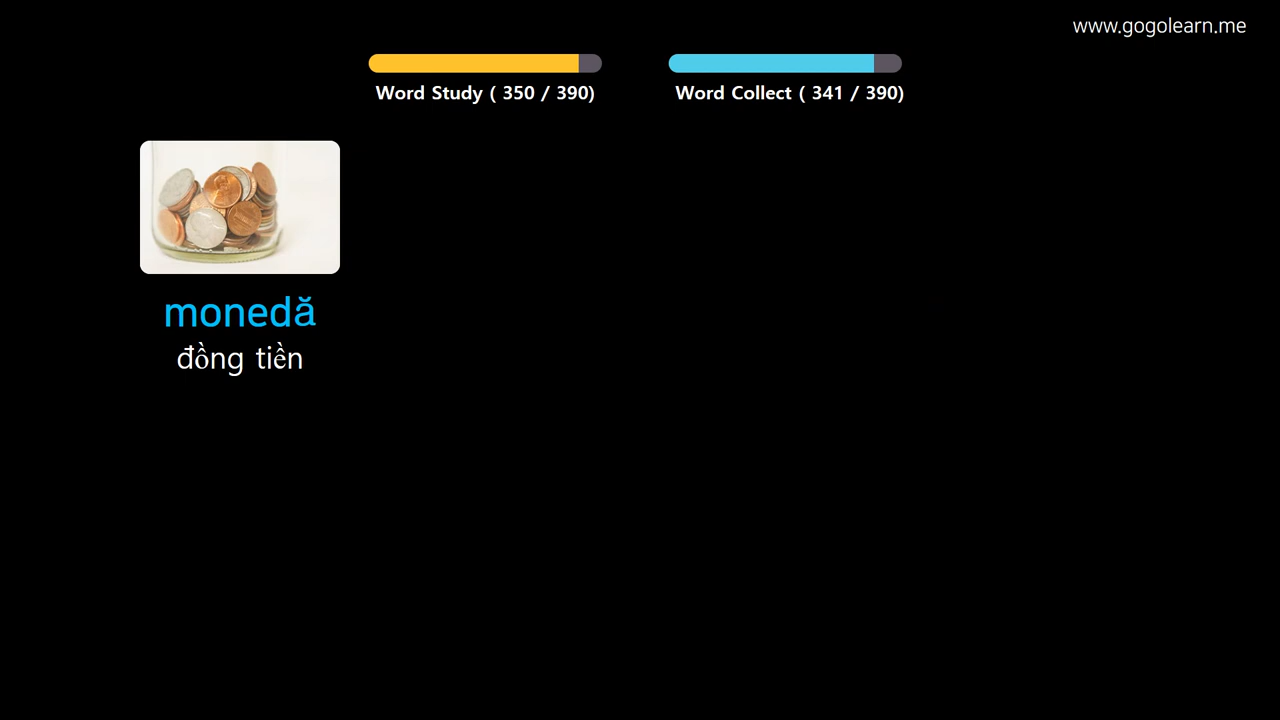 www.gogolearn.me
Word Study ( 350 / 390)
Word Collect ( 341 / 390)
monedă
đồng tiền